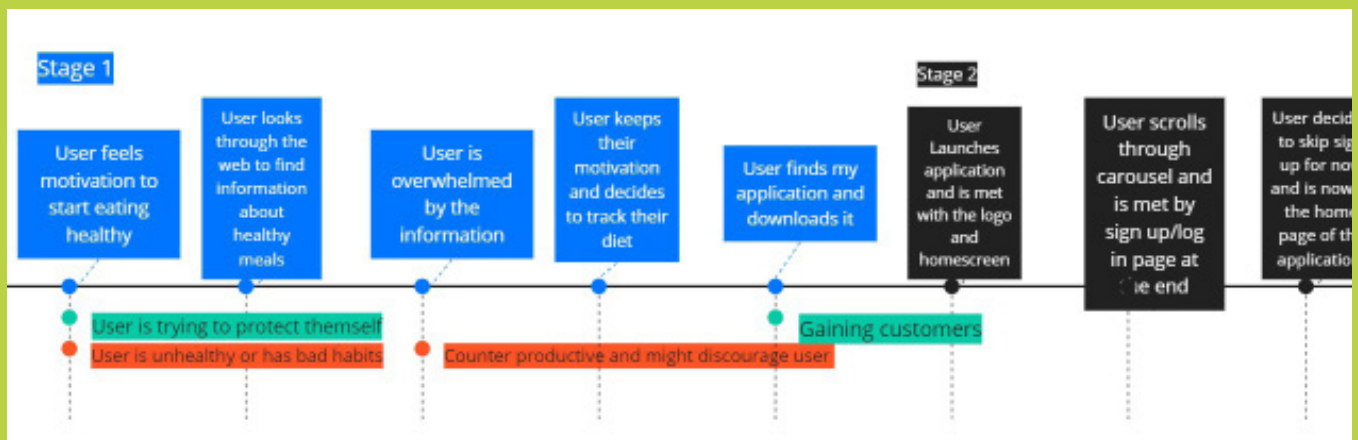 Stage 1
User feels
motivation to
start eating
healthy
User looks
through the
web to find
information
about
healthy
meals
User is
overwhelmed
by the
information
User keeps
their
motivation
and decides
to track their
diet
User finds my
application and
downloads it
Stage 2
User
Launches
application
and is met
with the logo
and
homescreen
User scrolls
through
carousel and
is met by
sign up/log
in page at
end
User
to skip
up for
and is now
the
page of
User is trying to protect themself
User is unhealthy or has bad habits
Counter productive and might discourage user
Gaining customers